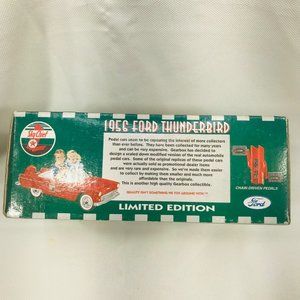 Sky Chief
1956 FORD THUNDERBIRD
Pedal cars seem to be capturing the interest of more collectors
than ever before. They have been collected for many years
and can be very expensive. Gearbox has decided to
design a scaled down modified version of the real automobile
pedal cars. Some of the original replicas of these pedal cars
were actually sold as promotional dealer items
and are very rare and expensive. So we've made them easier
to collect by making them smaller and much more
affordable than the originals.
This is another high quality Gearbox collectible.
CHAIN DRIVEN PEDALS
LIMITED EDITION
Ford